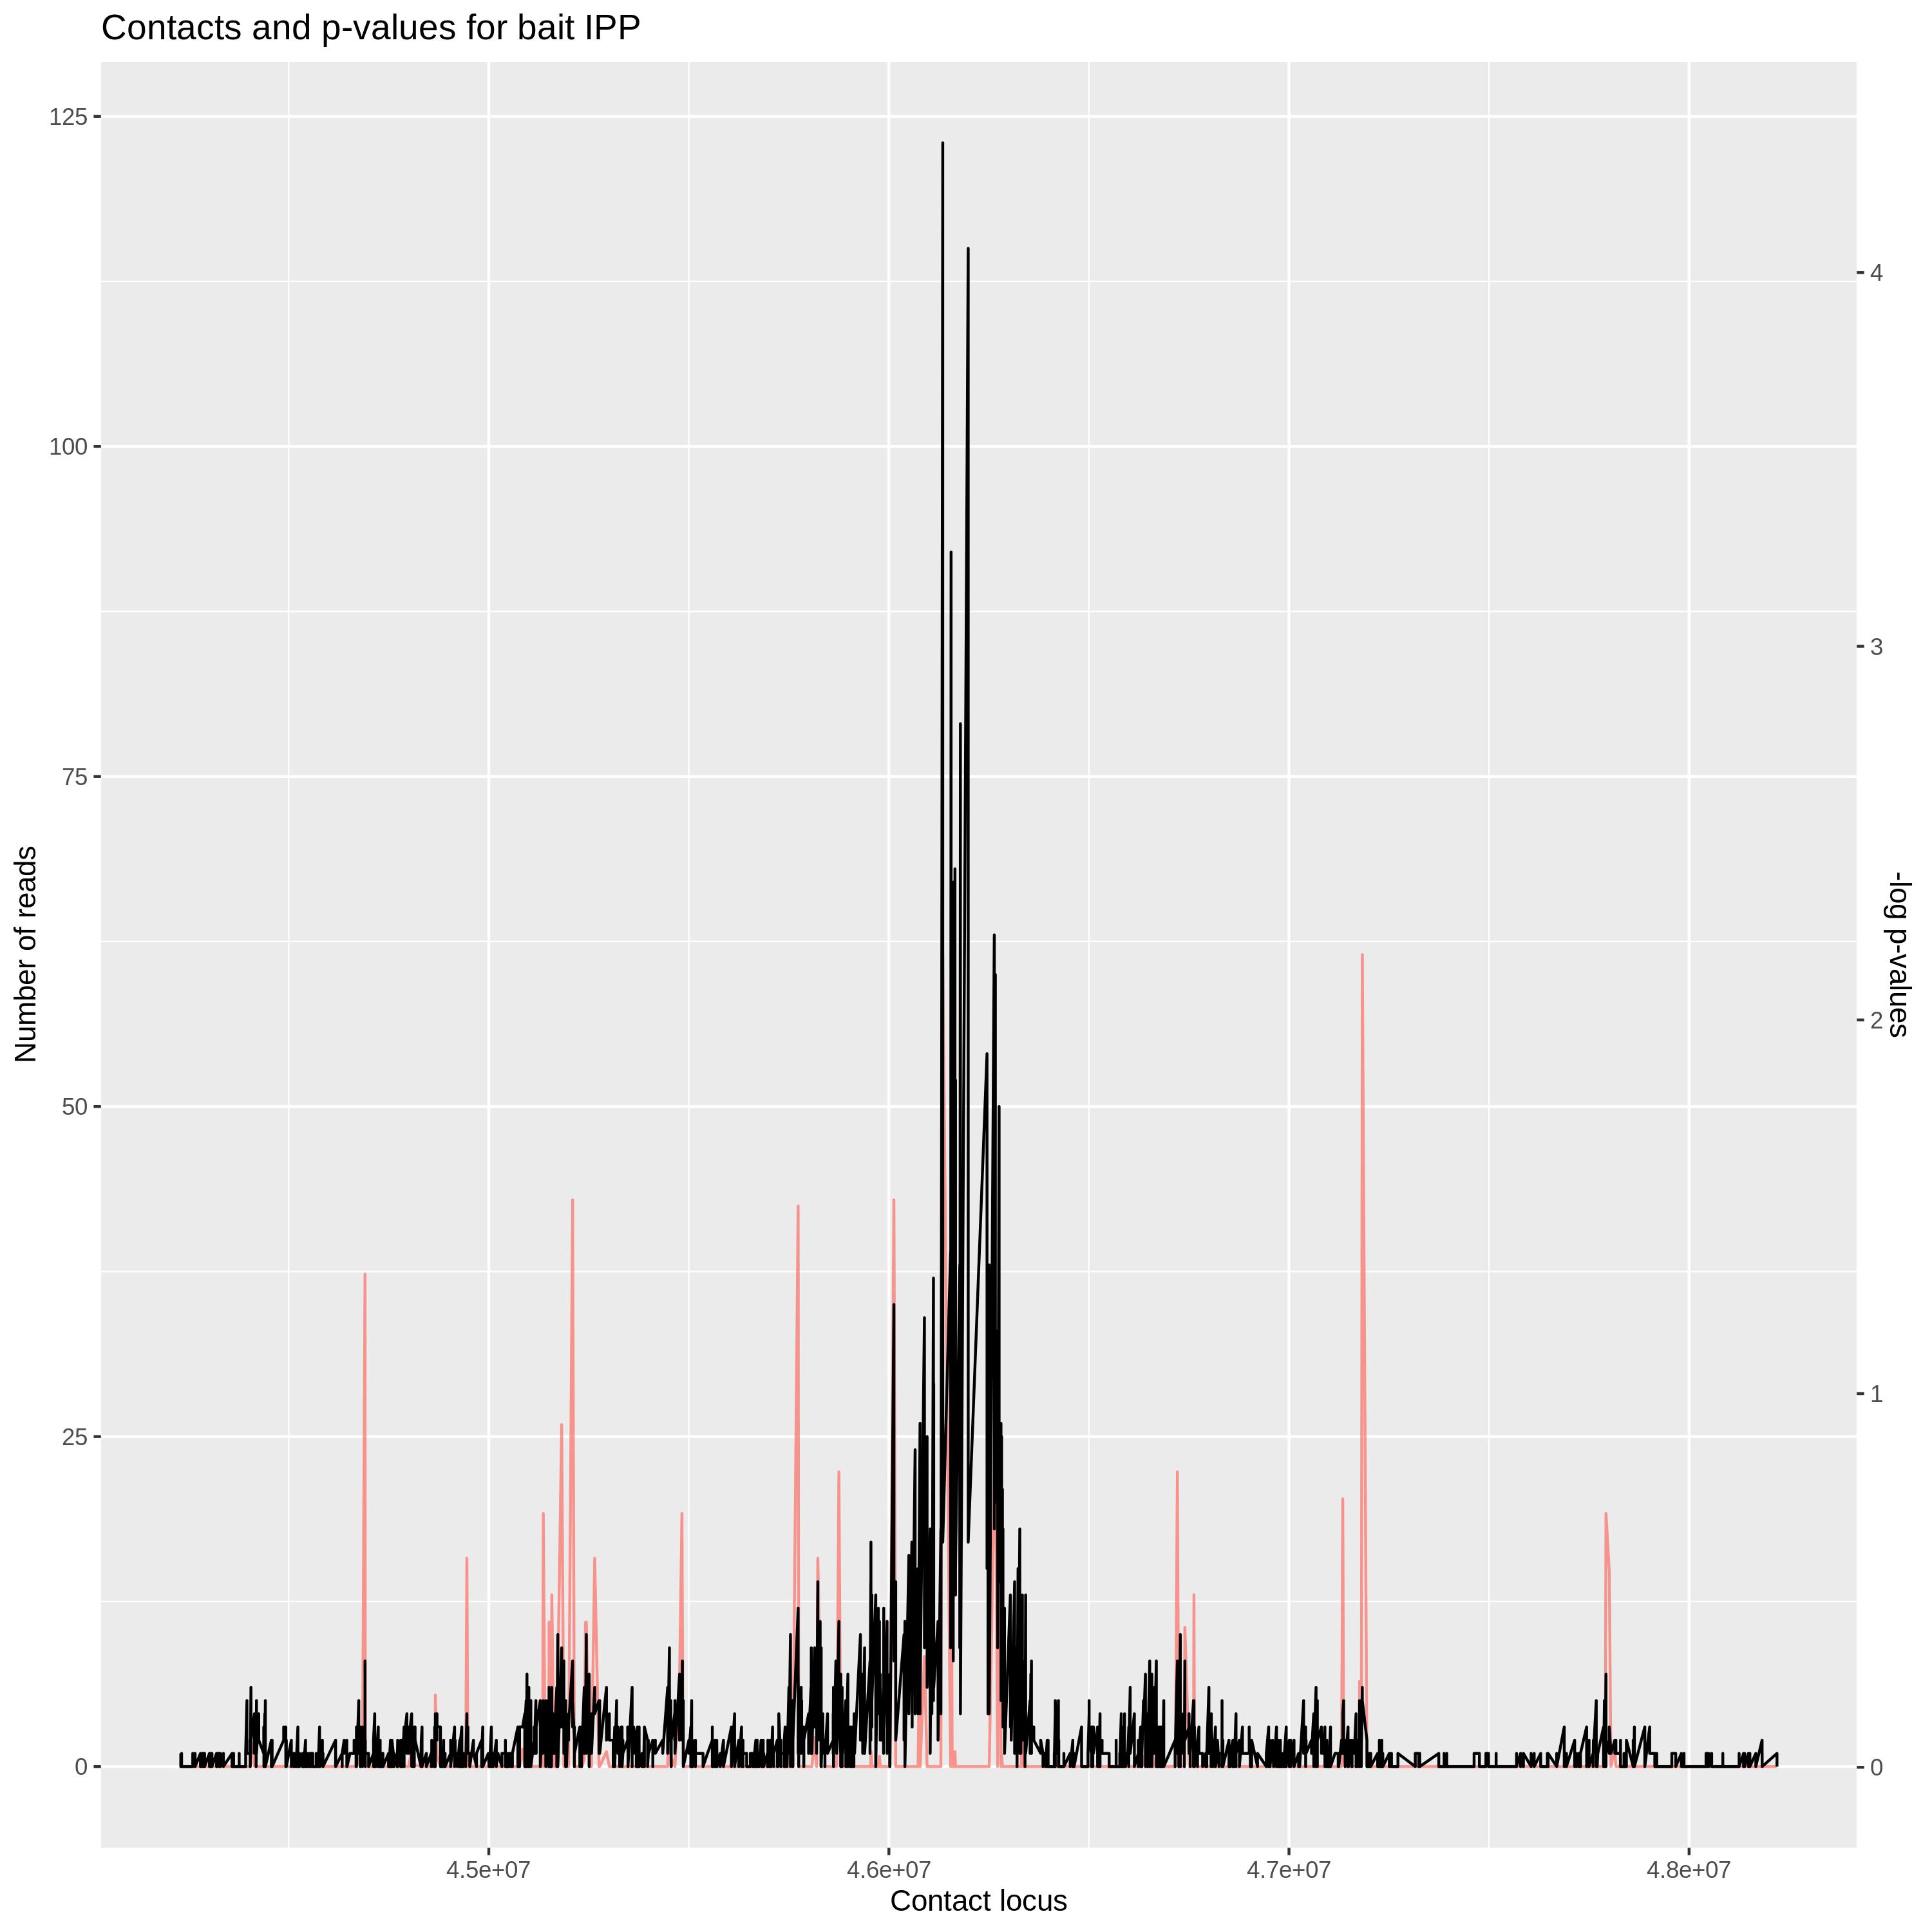 Contacts and p-values for bait IPP
125
100
75
50
25
0
Number of reads
4
3
2
1
0
-log p-values
4.5e+07
4.6e+07
4.7e+07
4.8e+07
Contact locus